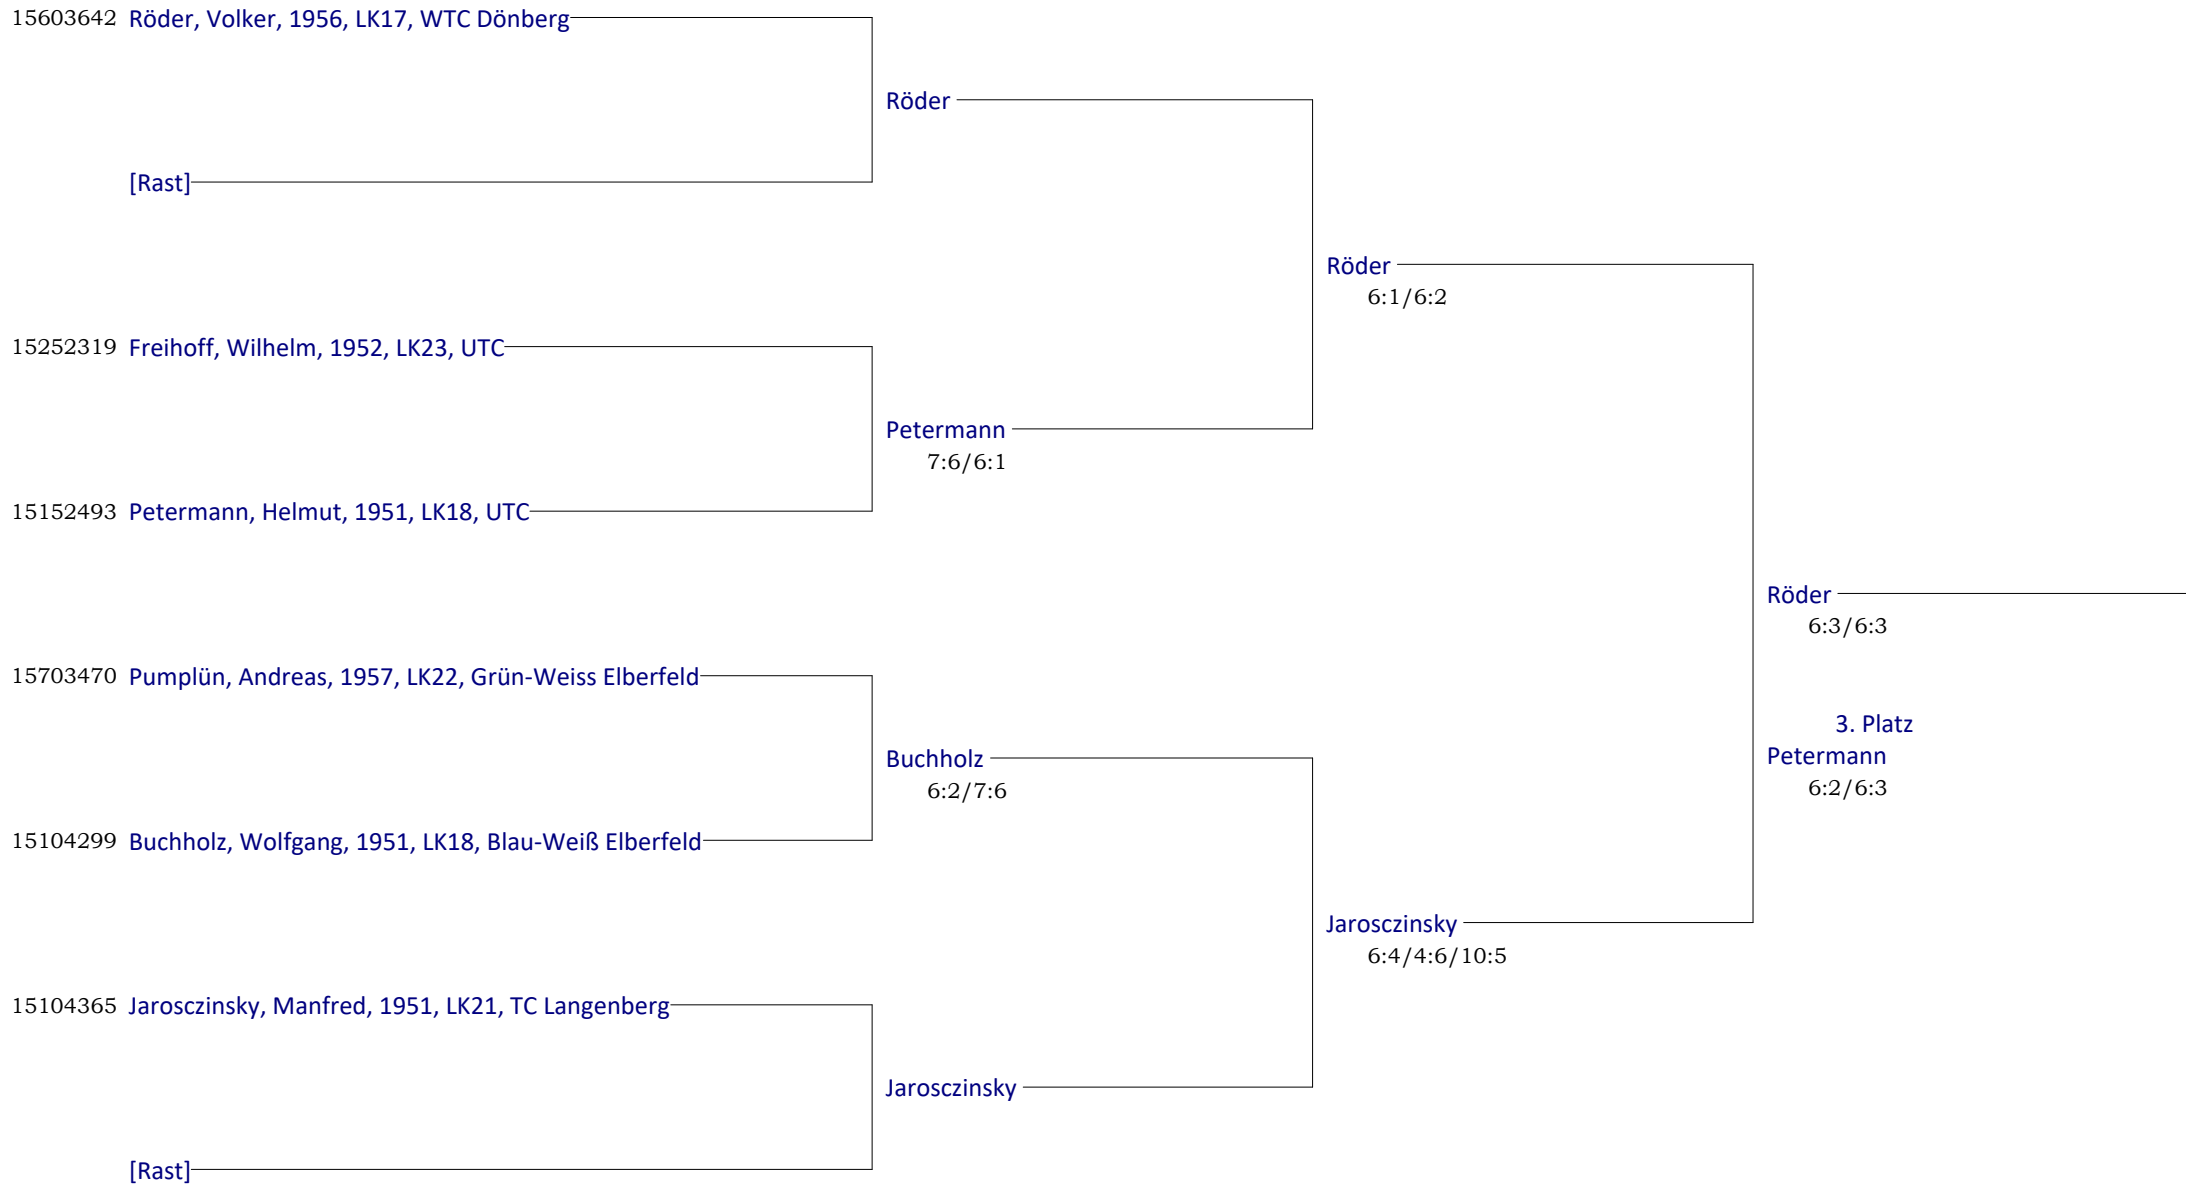 15603642 Röder, Volker, 1956, LK17, WTC Dönberg
Röder
[Rast]
Röder
6:1/6:2
15252319 Freihoff, Wilhelm, 1952, LK23, UTC
Petermann
7:6/6:1
15152493 Petermann, Helmut, 1951, LK18, UTC
Röder
6:3/6:3
15703470 Pumplün, Andreas, 1957, LK22, Grün-Weiss Elberfeld
3. Platz
Petermann
6:2/6:3
Buchholz
6:2/7:6
15104299 Buchholz, Wolfgang, 1951, LK18, Blau-Weiß Elberfeld
Jarosczinsky
6:4/4:6/10:5
15104365 Jarosczinsky, Manfred, 1951, LK21, TC Langenberg
Jarosczinsky
[Rast]